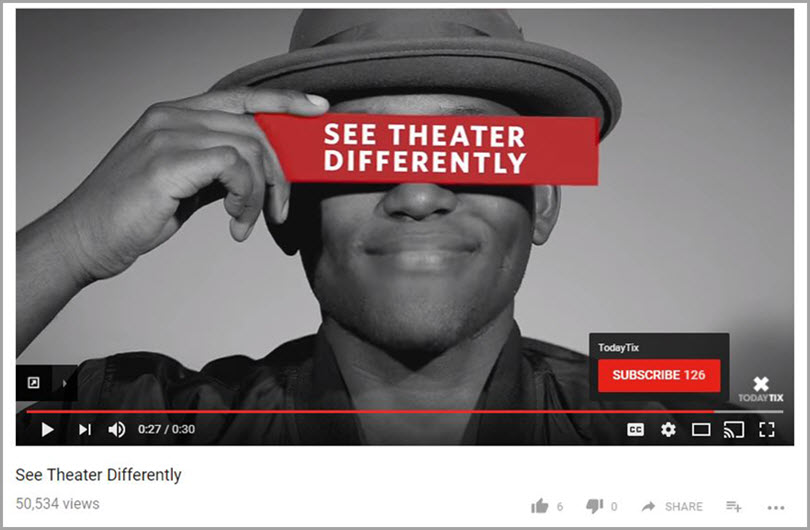 SEE THEATER
DIFFERENTLY
TodayTix
SUBSCRIBE 126
TODAYTIX
0:27 / 0:30
CC
See Theater Differently
50,534 views
6
0
SHARE